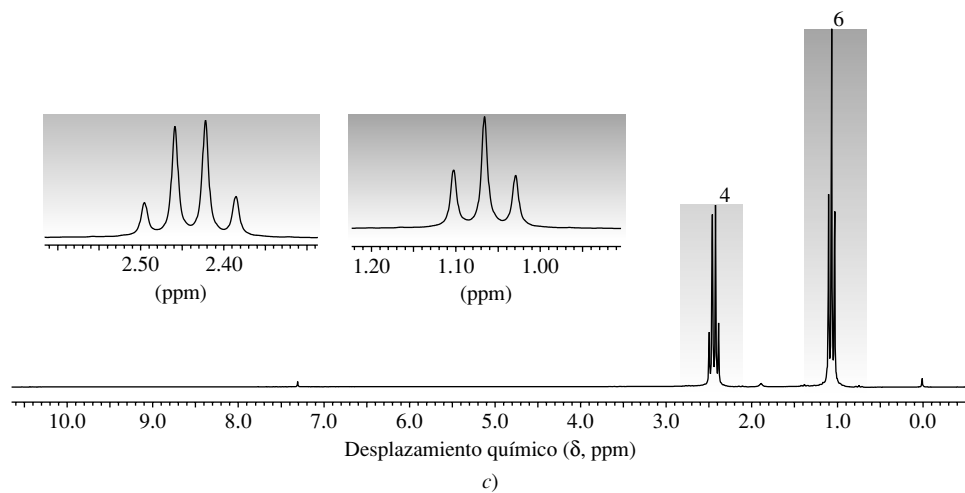 6
4
2.50 2.40
(ppm)
1.20 1.10 1.00
(ppm)
10.0 9.0 8.0 7.0 6.0 5.0 4.0 3.0 2.0 1.0 0.0
Desplazamiento químico (δ, ppm)
c)